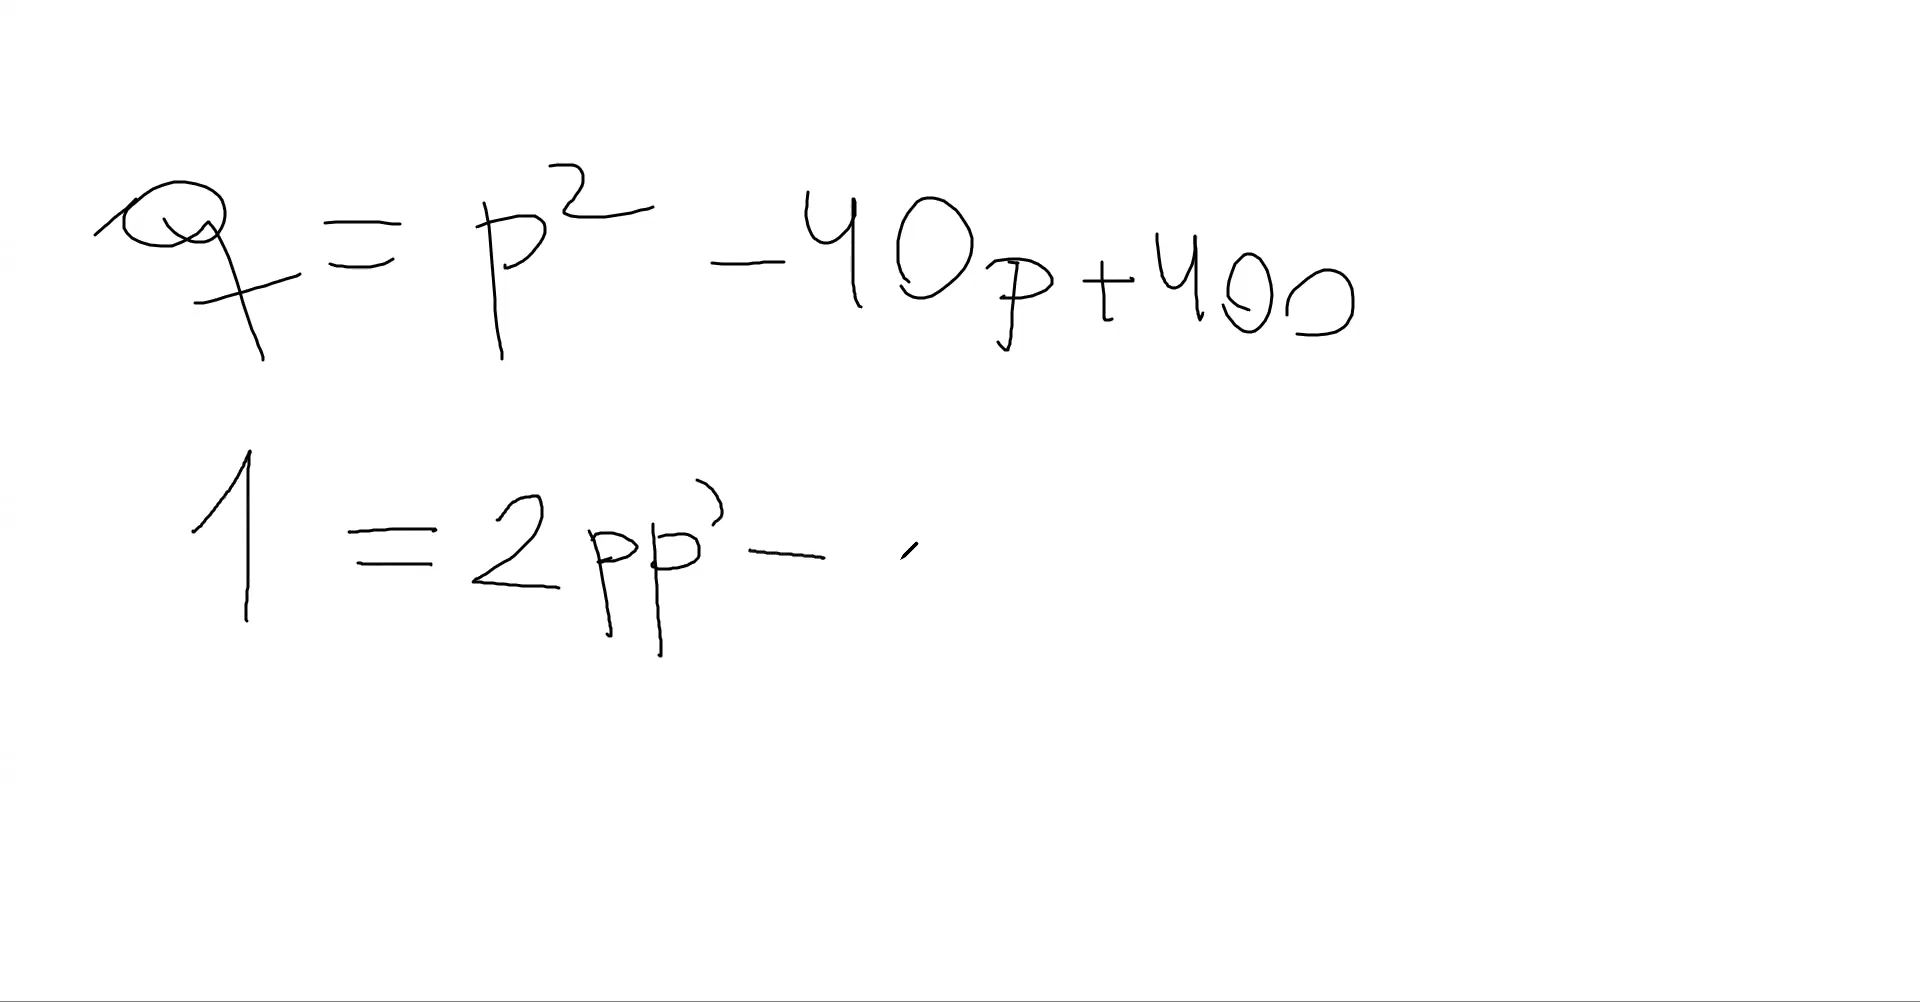 q = p² - 40p + 400
1 = 2pp' -